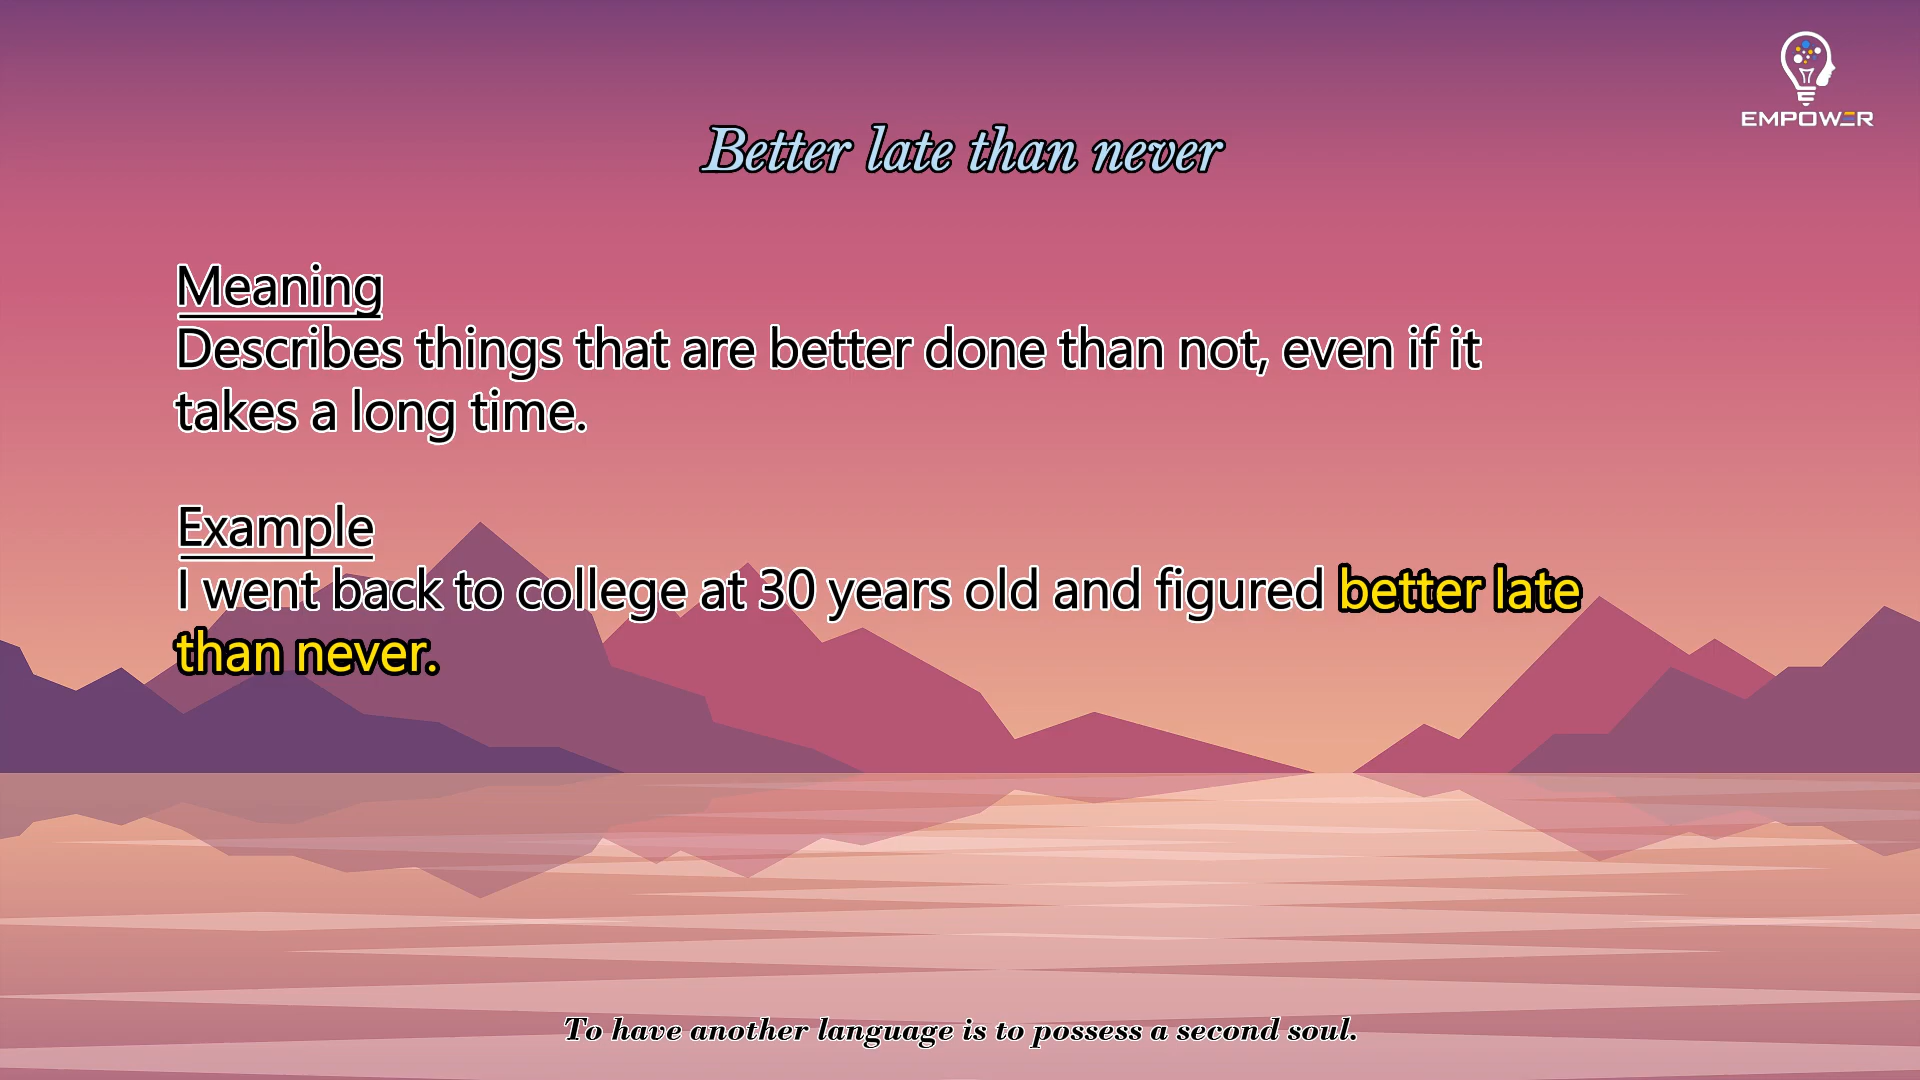 EMPOWER
Better late than never
Meaning
Describes things that are better done than not, even if it
takes a long time.
Example
I went back to college at 30 years old and figured better late
than never.
To have another language is to possess a second soul.